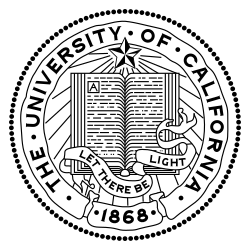 · THE · UNIVERSITY · OF · CALIFORNIA ·
A
LET THERE BE
LIGHT
· 1868 ·